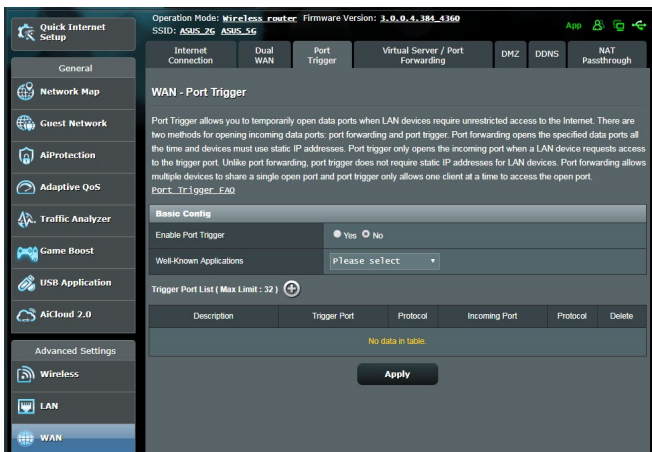 Quick Internet
Setup
Operation Mode: Wireless router Firmware Version: 3.0.0.4.384_4360
SSID: ASUS_2G ASUS_5G
App
General
Network Map
Guest Network
AiProtection
Adaptive QoS
Traffic Analyzer
Game Boost
USB Application
AiCloud 2.0
Advanced Settings
Wireless
LAN
WAN
Internet
Connection
Dual
WAN
Port
Trigger
Virtual Server / Port
Forwarding
DMZ
DDNS
NAT
Passthrough
WAN - Port Trigger
Port Trigger allows you to temporarily open data ports when LAN devices require unrestricted access to the Internet. There are
two methods for opening incoming data ports: port forwarding and port trigger. Port forwarding opens the specified data ports all
the time and devices must use static IP addresses. Port trigger only opens the incoming port when a LAN device requests access
to the trigger port. Unlike port forwarding, port trigger does not require static IP addresses for LAN devices. Port forwarding allows
multiple devices to share a single open port and port trigger only allows one client at a time to access the open port.
Port Trigger FAQ
Basic Config
Enable Port Trigger Yes No
Well-Known Applications Please select
Trigger Port List ( Max Limit : 32 )
Description Trigger Port Protocol Incoming Port Protocol Delete
No data in table.
Apply